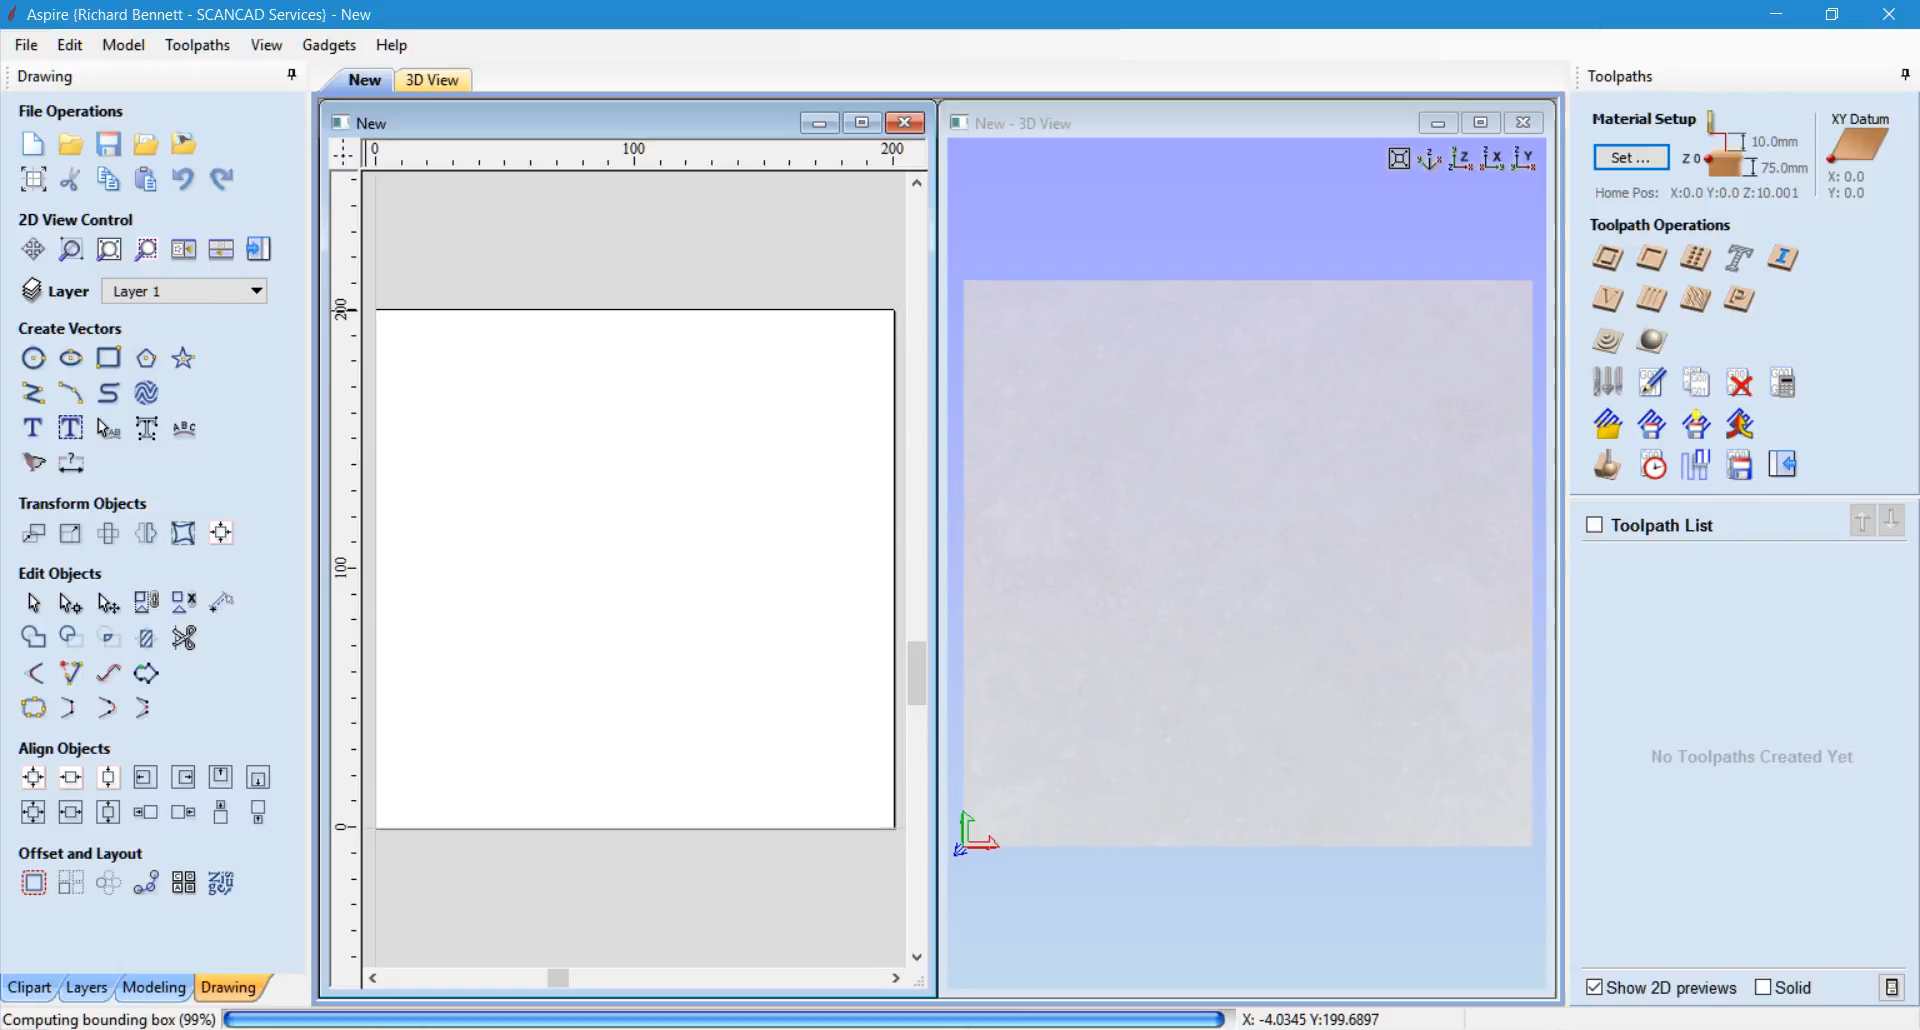 Aspire {Richard Bennett - SCANCAD Services} - New
File Edit Model Toolpaths View Gadgets Help
Drawing
File Operations
2D View Control
Layer Layer 1
Create Vectors
Transform Objects
Edit Objects
Align Objects
Offset and Layout
Clipart Layers Modeling Drawing
Computing bounding box (99%)
New 3D View
New
0 100 200
200
100
0
New - 3D View
X: -4.0345 Y:199.6897
Toolpaths
Material Setup
Set ...
Z 0
10.0mm
75.0mm
Home Pos: X:0.0 Y:0.0 Z:10.001
XY Datum
X: 0.0
Y: 0.0
Toolpath Operations
Toolpath List
No Toolpaths Created Yet
Show 2D previews Solid